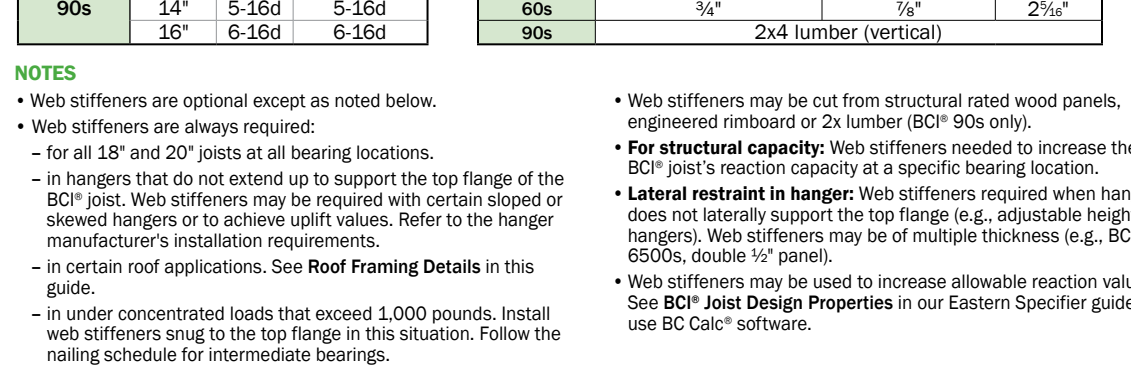 90s 14" 5-16d 5-16d
16" 6-16d 6-16d
60s ¾" ⅞" 2⁵⁄₁₆"
90s 2x4 lumber (vertical)
NOTES
• Web stiffeners are optional except as noted below.
• Web stiffeners are always required:
– for all 18" and 20" joists at all bearing locations.
– in hangers that do not extend up to support the top flange of the
BCI® joist. Web stiffeners may be required with certain sloped or
skewed hangers or to achieve uplift values. Refer to the hanger
manufacturer's installation requirements.
– in certain roof applications. See Roof Framing Details in this
guide.
– in under concentrated loads that exceed 1,000 pounds. Install
web stiffeners snug to the top flange in this situation. Follow the
nailing schedule for intermediate bearings.
• Web stiffeners may be cut from structural rated wood panels,
engineered rimboard or 2x lumber (BCI® 90s only).
• For structural capacity: Web stiffeners needed to increase the
BCI® joist's reaction capacity at a specific bearing location.
• Lateral restraint in hanger: Web stiffeners required when han
does not laterally support the top flange (e.g., adjustable heigh
hangers). Web stiffeners may be of multiple thickness (e.g., BC
6500s, double ½" panel).
• Web stiffeners may be used to increase allowable reaction valu
See BCI® Joist Design Properties in our Eastern Specifier guide
use BC Calc® software.